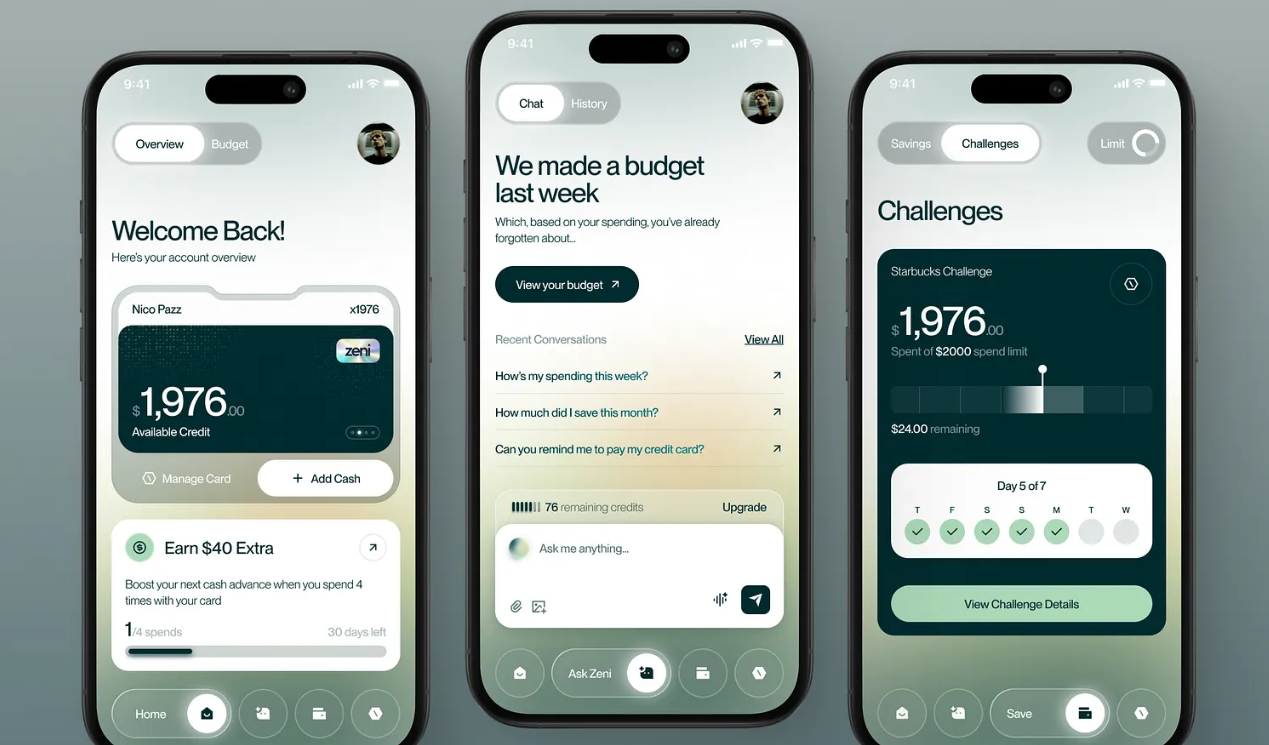 9:41
Overview
Budget
Welcome Back!
Here's your account overview
Nico Pazz
x1976
zeni
$1,976.00
Available Credit
Manage Card
+ Add Cash
Earn $40 Extra
Boost your next cash advance when you spend 4
times with your card
1/4 spends
30 days left
Home
9:41
Chat
History
We made a budget
last week
Which, based on your spending, you've already
forgotten about...
View your budget
Recent Conversations
View All
How's my spending this week?
How much did I save this month?
Can you remind me to pay my credit card?
76 remaining credits
Upgrade
Ask me anything...
Ask Zeni
9:41
Savings
Challenges
Limit
Challenges
Starbucks Challenge
$1,976.00
Spent of $2000 spend limit
$24.00 remaining
Day 5 of 7
T F S S M T W
View Challenge Details
Save